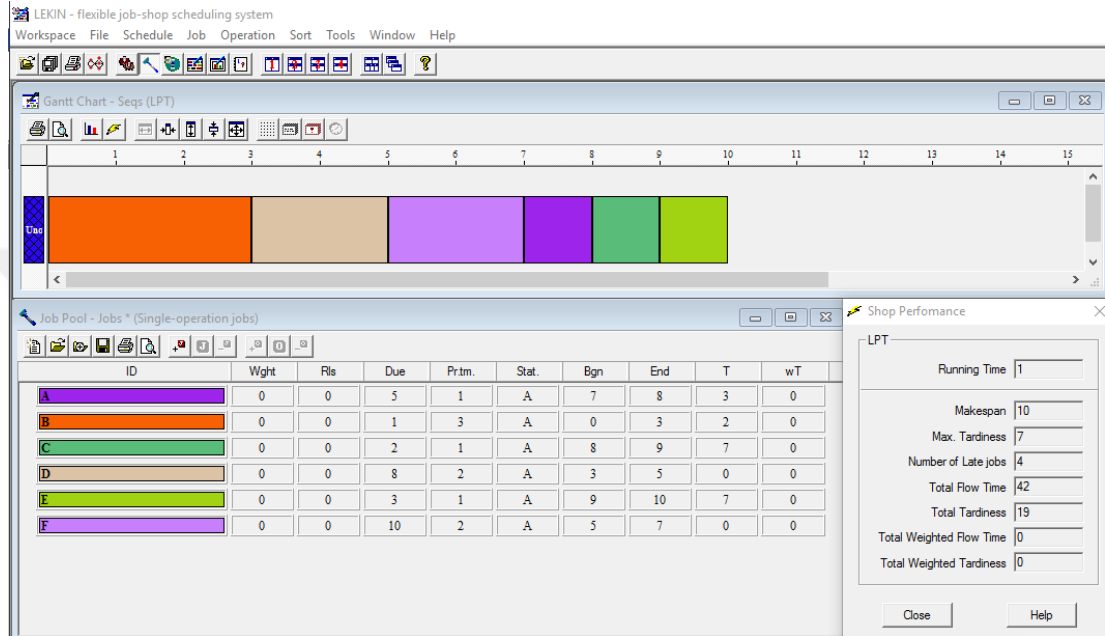 LEKIN - flexible job-shop scheduling system
Workspace File Schedule Job Operation Sort Tools Window Help
Gantt Chart - Seqs (LPT)
1 2 3 4 5 6 7 8 9 10 11 12 13 14 15
Uno
Job Pool - Jobs * (Single-operation jobs)
ID Wght Rls Due Pr.tm. Stat. Bgn End T wT
A 0 0 5 1 A 7 8 3 0
B 0 0 1 3 A 0 3 2 0
C 0 0 2 1 A 8 9 7 0
D 0 0 8 2 A 3 5 0 0
E 0 0 3 1 A 9 10 7 0
F 0 0 10 2 A 5 7 0 0
Shop Perfomance
LPT
Running Time 1
Makespan 10
Max. Tardiness 7
Number of Late jobs 4
Total Flow Time 42
Total Tardiness 19
Total Weighted Flow Time 0
Total Weighted Tardiness 0
Close Help